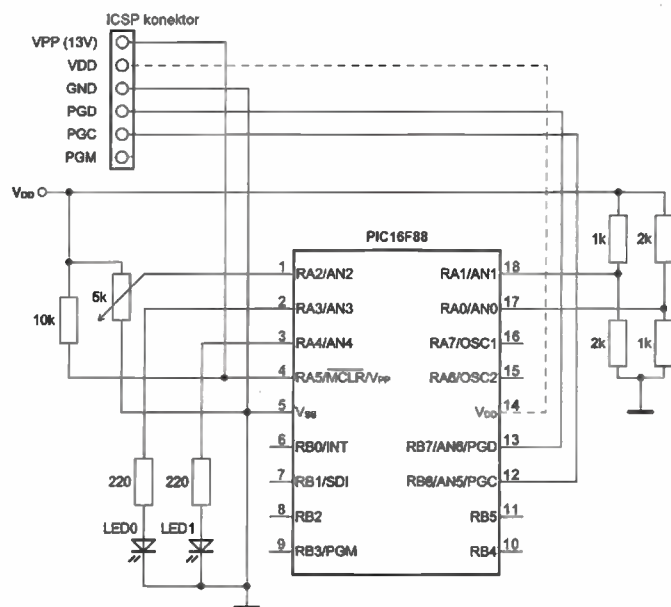 ICSP konektor
VPP (13V)
VDD
GND
PGD
PGC
PGM
VDD
PIC16F88
1k
2k
1
RA2/AN2
RA1/AN1
18
5k
10k
2
RA3/AN3
RA0/AN0
17
3
RA4/AN4
RA7/OSC1
16
2k
1k
4
RA5/MCLR/VPP
RA6/OSC2
15
5
VSS
VDD
14
6
RB0/INT
RB7/AN6/PGD
13
220
220
7
RB1/SDI
RB6/AN5/PGC
12
LED0
LED1
8
RB2
RB5
11
9
RB3/PGM
RB4
10